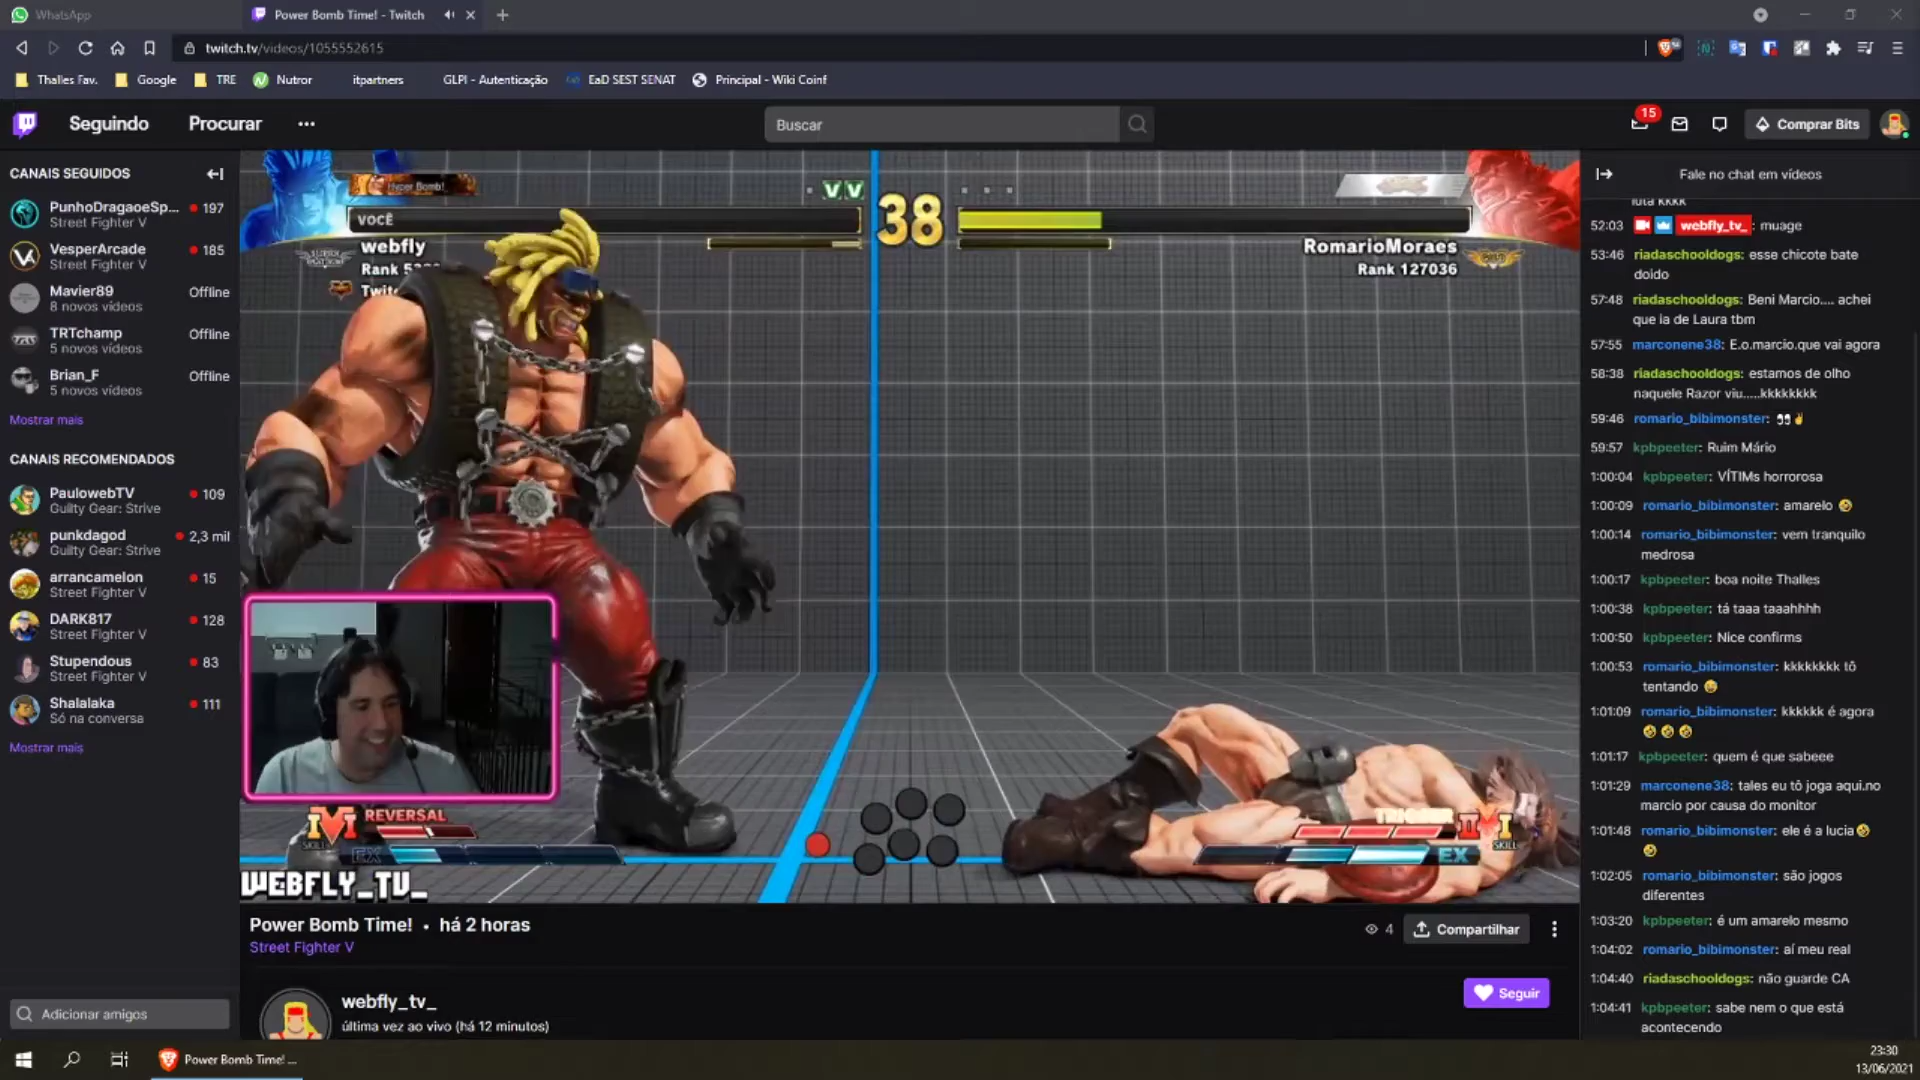 WhatsApp
Power Bomb Time! - Twitch
twitch.tv/videos/1055552615
Thalles Fav.
Google
TRE
Nutror
itpartners
GLPI - Autenticação
EaD SEST SENAT
Principal - Wiki Coinf
Seguindo
Procurar
Buscar
15
Comprar Bits
CANAIS SEGUIDOS
PunhoDragaoeSp...
197
Street Fighter V
VesperArcade
185
Street Fighter V
Mavier89
Offline
8 novos vídeos
TRTchamp
Offline
5 novos vídeos
Brian_F
Offline
5 novos vídeos
Mostrar mais
CANAIS RECOMENDADOS
PaulowebTV
109
Guilty Gear: Strive
punkdagod
2,3 mil
Guilty Gear: Strive
arrancamelon
15
Street Fighter V
DARK817
128
Street Fighter V
Stupendous
83
Street Fighter V
Shalalaka
111
Só na conversa
Mostrar mais
Adicionar amigos
Hyper Bomb!
V V
38
VOCÊ
webfly
Rank
RomarioMoraes
GOLD
Rank 127036
REVERSAL
SKILL
EX
TRIGGER
SKILL
EX
WEBFLY_TV_
Power Bomb Time! • há 2 horas
Street Fighter V
4
Compartilhar
webfly_tv_
última vez ao vivo (há 12 minutos)
Seguir
Fale no chat em vídeos
luta kkkk
52:03 webfly_tv_: muage
53:46 riadaschooldogs: esse chicote bate
doido
57:48 riadaschooldogs: Beni Marcio.... achei
que ia de Laura tbm
57:55 marconene38: E.o.marcio.que vai agora
58:38 riadaschooldogs: estamos de olho
naquele Razor viu.....kkkkkkkk
59:46 romario_bibimonster: 👀✌
59:57 kpbpeeter: Ruim Mário
1:00:04 kpbpeeter: VÍTIMs horrorosa
1:00:09 romario_bibimonster: amarelo 🤣
1:00:14 romario_bibimonster: vem tranquilo
medrosa
1:00:17 kpbpeeter: boa noite Thalles
1:00:38 kpbpeeter: tá taaa taaahhhh
1:00:50 kpbpeeter: Nice confirms
1:00:53 romario_bibimonster: kkkkkkkk tô
tentando 😅
1:01:09 romario_bibimonster: kkkkkk é agora
🤣 🤣 🤣
1:01:17 kpbpeeter: quem é que sabeee
1:01:29 marconene38: tales eu tô joga aqui.no
marcio por causa do monitor
1:01:48 romario_bibimonster: ele é a lucia🤣
🤣
1:02:05 romario_bibimonster: são jogos
diferentes
1:03:20 kpbpeeter: é um amarelo mesmo
1:04:02 romario_bibimonster: aí meu real
1:04:40 riadaschooldogs: não guarde CA
1:04:41 kpbpeeter: sabe nem o que está
acontecendo
Power Bomb Time! ...
23:30
13/06/2021